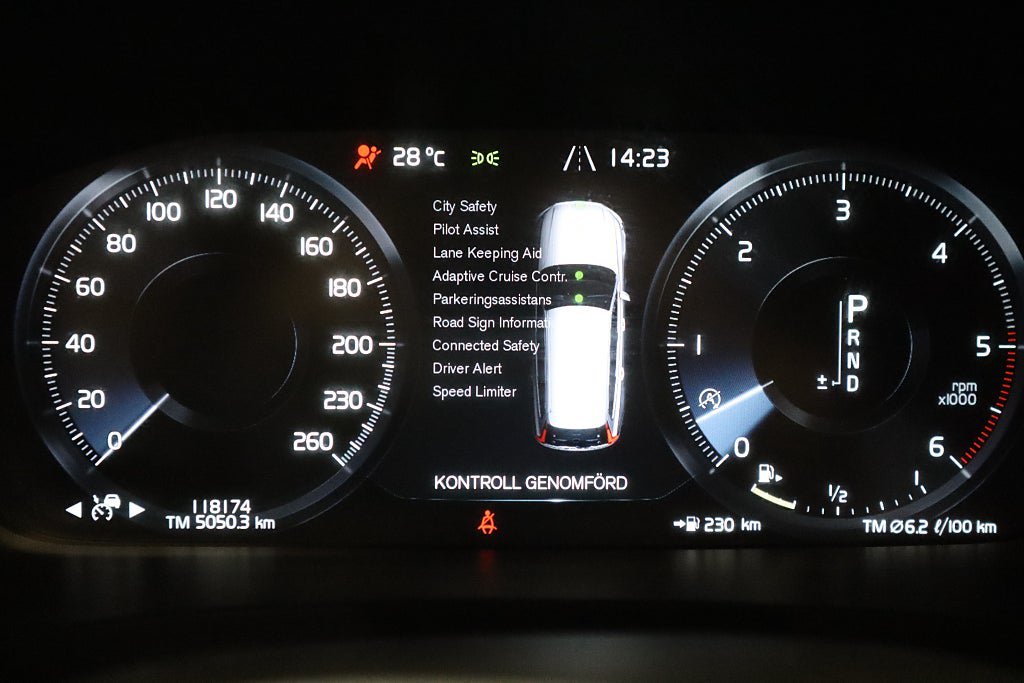 28 °C
14:23
0
20
40
60
80
100
120
140
160
180
200
230
260
City Safety
Pilot Assist
Lane Keeping Aid
Adaptive Cruise Contr.
Parkeringsassistans
Road Sign Informat
Connected Safety
Driver Alert
Speed Limiter
KONTROLL GENOMFÖRD
0
1
2
3
4
5
6
P
R
N
± D
rpm
x1000
1/2
1
118174
TM 5050.3 km
230 km
TM ∅6.2 ℓ/100 km